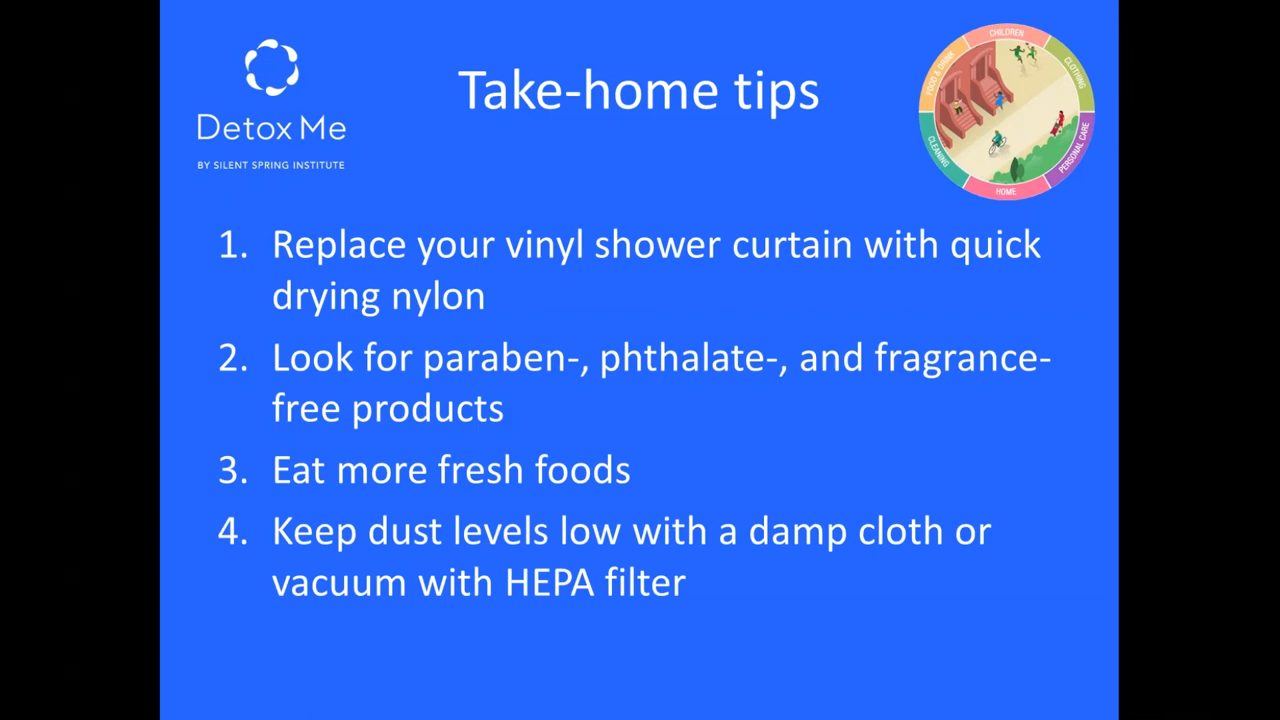 Detox Me
BY SILENT SPRING INSTITUTE
Take-home tips
CHILDREN
CLOTHING
PERSONAL CARE
HOME
CLEANING
FOOD & DRINK
1. Replace your vinyl shower curtain with quick
drying nylon
2. Look for paraben-, phthalate-, and fragrance-
free products
3. Eat more fresh foods
4. Keep dust levels low with a damp cloth or
vacuum with HEPA filter